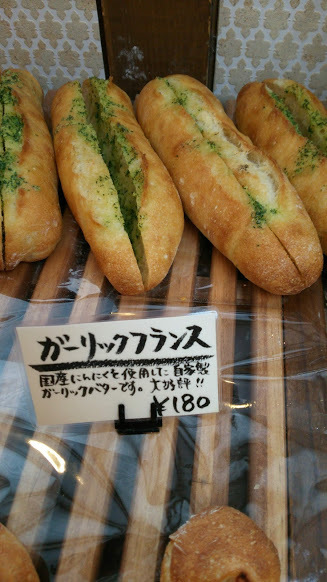 ガーリックフランス
国産にんにくを使用した自家製
ガーリックバターです。大好評!!
¥180